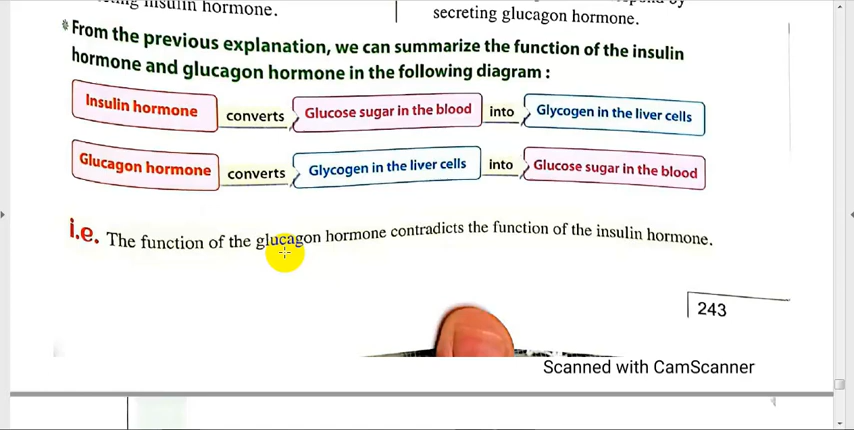 insulin hormone.
secreting glucagon hormone.
* From the previous explanation, we can summarize the function of the insulin
hormone and glucagon hormone in the following diagram :
Insulin hormone converts Glucose sugar in the blood into Glycogen in the liver cells
Glucagon hormone converts Glycogen in the liver cells into Glucose sugar in the blood
i.e. The function of the glucagon hormone contradicts the function of the insulin hormone.
243
Scanned with CamScanner